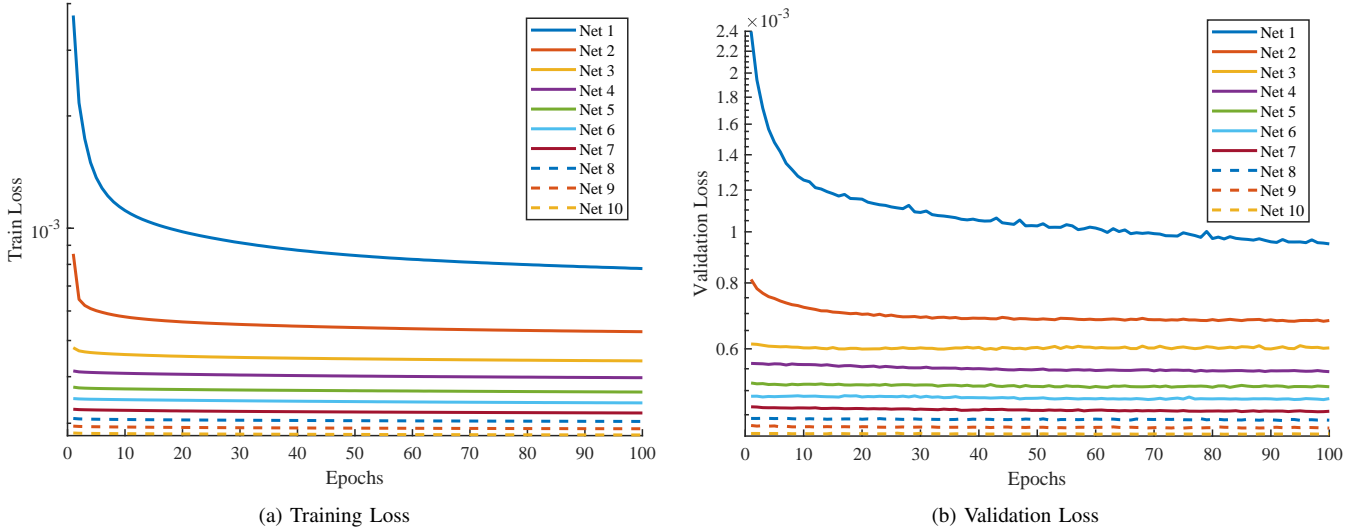 Train Loss
10⁻³
0 10 20 30 40 50 60 70 80 90 100
Epochs
Net 1
Net 2
Net 3
Net 4
Net 5
Net 6
Net 7
Net 8
Net 9
Net 10
(a) Training Loss
Validation Loss
×10⁻³
2.4
2.2
2
1.8
1.6
1.4
1.2
1
0.8
0.6
0 10 20 30 40 50 60 70 80 90 100
Epochs
Net 1
Net 2
Net 3
Net 4
Net 5
Net 6
Net 7
Net 8
Net 9
Net 10
(b) Validation Loss